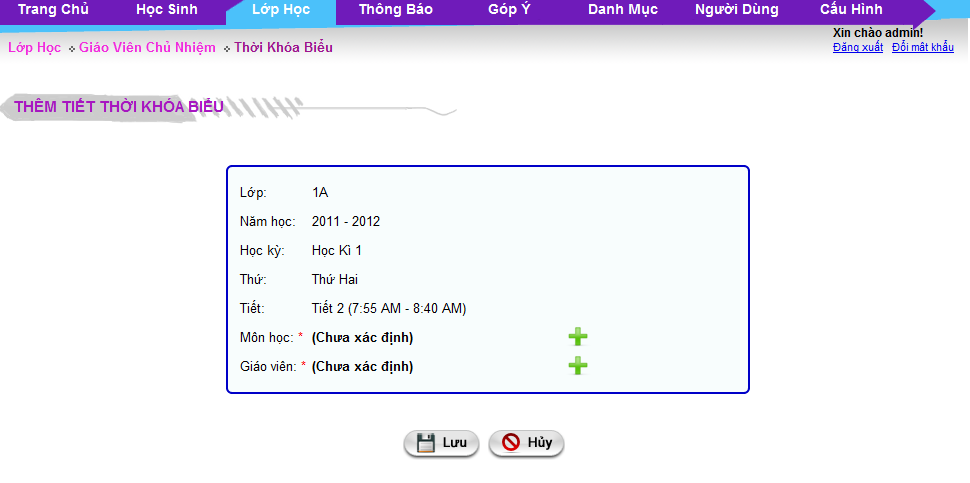 Trang Chủ Học Sinh Lớp Học Thông Báo Góp Ý Danh Mục Người Dùng Cấu Hình
Xin chào admin!
Lớp Học Giáo Viên Chủ Nhiệm Thời Khóa Biểu
Đăng xuất Đổi mật khẩu
THÊM TIẾT THỜI KHÓA BIỂU
Lớp: 1A
Năm học: 2011 - 2012
Học kỳ: Học Kì 1
Thứ: Thứ Hai
Tiết: Tiết 2 (7:55 AM - 8:40 AM)
Môn học: * (Chưa xác định)
Giáo viên: * (Chưa xác định)
Lưu Hủy